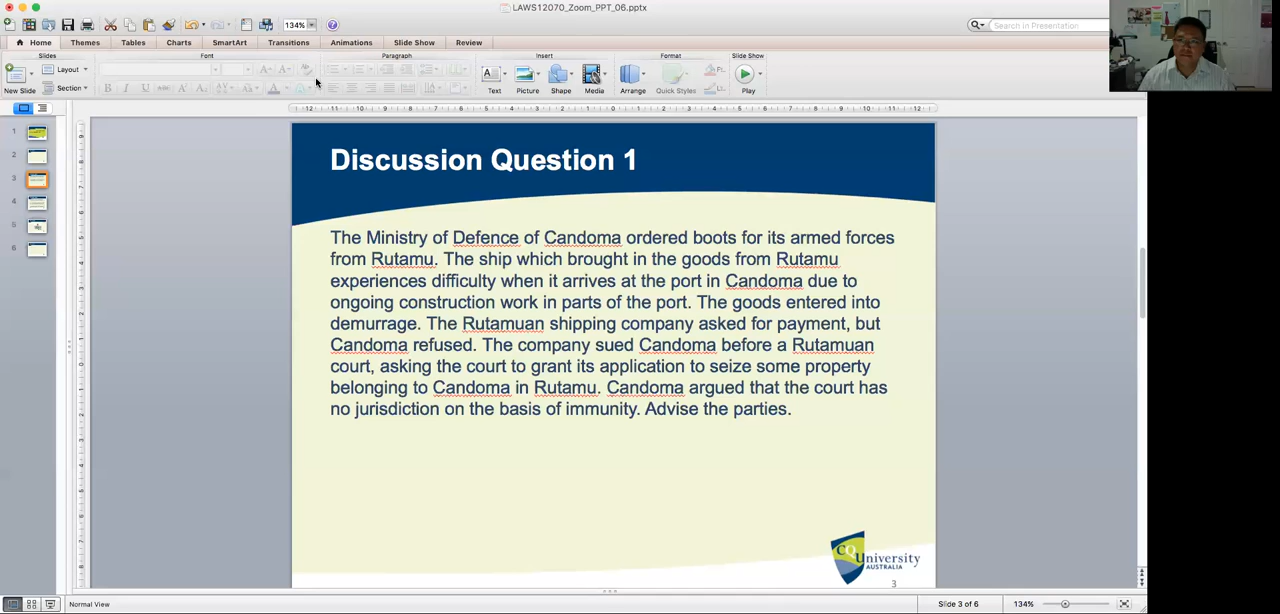 LAWS12070_Zoom_PPT_06.pptx
134%
Search in Presentation
Home Themes Tables Charts SmartArt Transitions Animations Slide Show Review
Slides Font Paragraph Insert Format Slide Show
New Slide Layout Section Text Picture Shape Media Arrange Quick Styles Play
Discussion Question 1
The Ministry of Defence of Candoma ordered boots for its armed forces
from Rutamu. The ship which brought in the goods from Rutamu
experiences difficulty when it arrives at the port in Candoma due to
ongoing construction work in parts of the port. The goods entered into
demurrage. The Rutamuan shipping company asked for payment, but
Candoma refused. The company sued Candoma before a Rutamuan
court, asking the court to grant its application to seize some property
belonging to Candoma in Rutamu. Candoma argued that the court has
no jurisdiction on the basis of immunity. Advise the parties.
CQUniversity
AUSTRALIA
3
1
2
3
4
5
6
Normal View Slide 3 of 6 134%